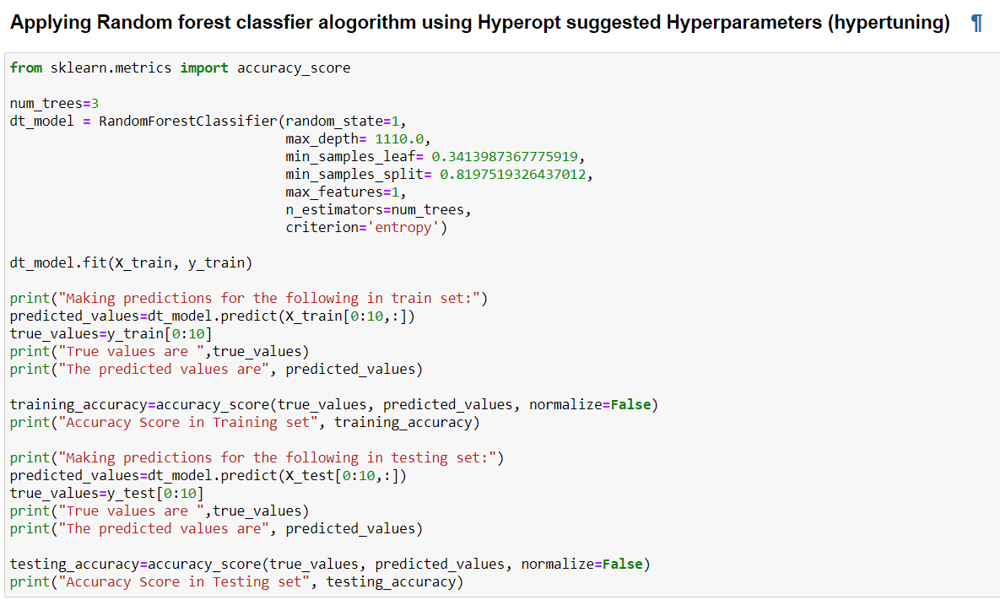 Applying Random forest classfier alogorithm using Hyperopt suggested Hyperparameters (hypertuning) ¶
from sklearn.metrics import accuracy_score
num_trees=3
dt_model = RandomForestClassifier(random_state=1,
max_depth= 1110.0,
min_samples_leaf= 0.3413987367775919,
min_samples_split= 0.8197519326437012,
max_features=1,
n_estimators=num_trees,
criterion='entropy')
dt_model.fit(X_train, y_train)
print("Making predictions for the following in train set:")
predicted_values=dt_model.predict(X_train[0:10,:])
true_values=y_train[0:10]
print("True values are ",true_values)
print("The predicted values are", predicted_values)
training_accuracy=accuracy_score(true_values, predicted_values, normalize=False)
print("Accuracy Score in Training set", training_accuracy)
print("Making predictions for the following in testing set:")
predicted_values=dt_model.predict(X_test[0:10,:])
true_values=y_test[0:10]
print("True values are ",true_values)
print("The predicted values are", predicted_values)
testing_accuracy=accuracy_score(true_values, predicted_values, normalize=False)
print("Accuracy Score in Testing set", testing_accuracy)